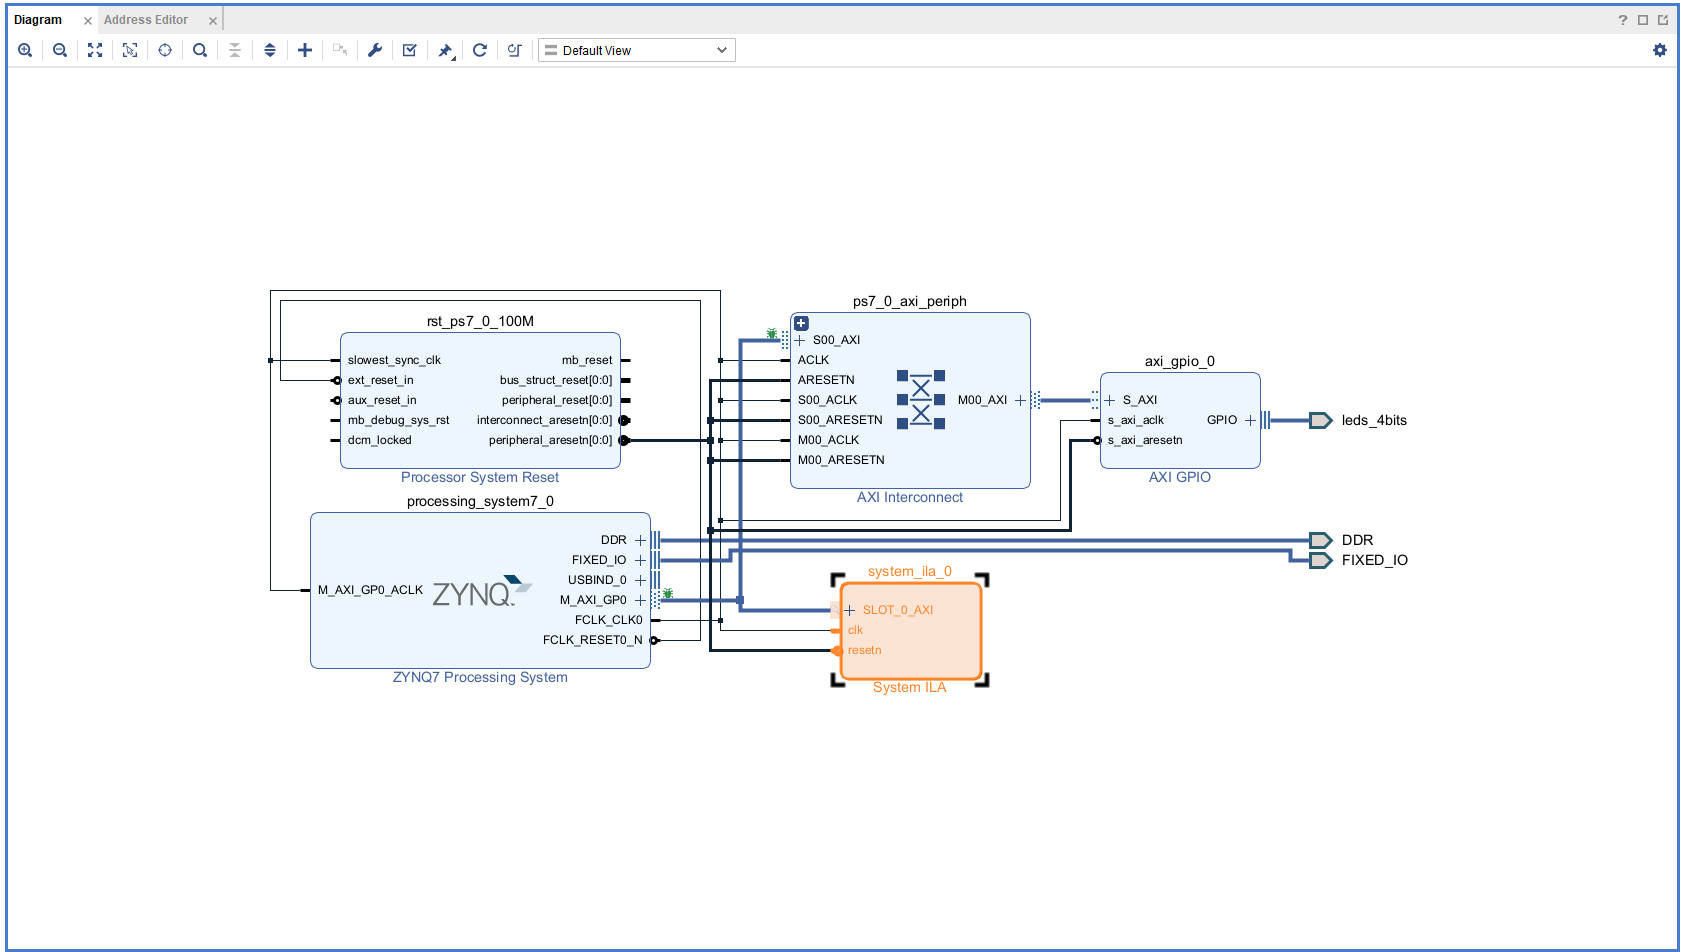 Diagram
Address Editor
Default View
ps7_0_axi_periph
rst_ps7_0_100M
S00_AXI
slowest_sync_clk
mb_reset
ACLK
axi_gpio_0
ext_reset_in
bus_struct_reset[0:0]
ARESETN
aux_reset_in
peripheral_reset[0:0]
S00_ACLK
M00_AXI
S_AXI
mb_debug_sys_rst
interconnect_aresetn[0:0]
S00_ARESETN
s_axi_aclk
GPIO
leds_4bits
dcm_locked
peripheral_aresetn[0:0]
M00_ACLK
s_axi_aresetn
M00_ARESETN
Processor System Reset
AXI GPIO
AXI Interconnect
processing_system7_0
DDR
DDR
FIXED_IO
FIXED_IO
system_ila_0
USBIND_0
M_AXI_GP0_ACLK
ZYNQ
M_AXI_GP0
SLOT_0_AXI
FCLK_CLK0
clk
FCLK_RESET0_N
resetn
ZYNQ7 Processing System
System ILA